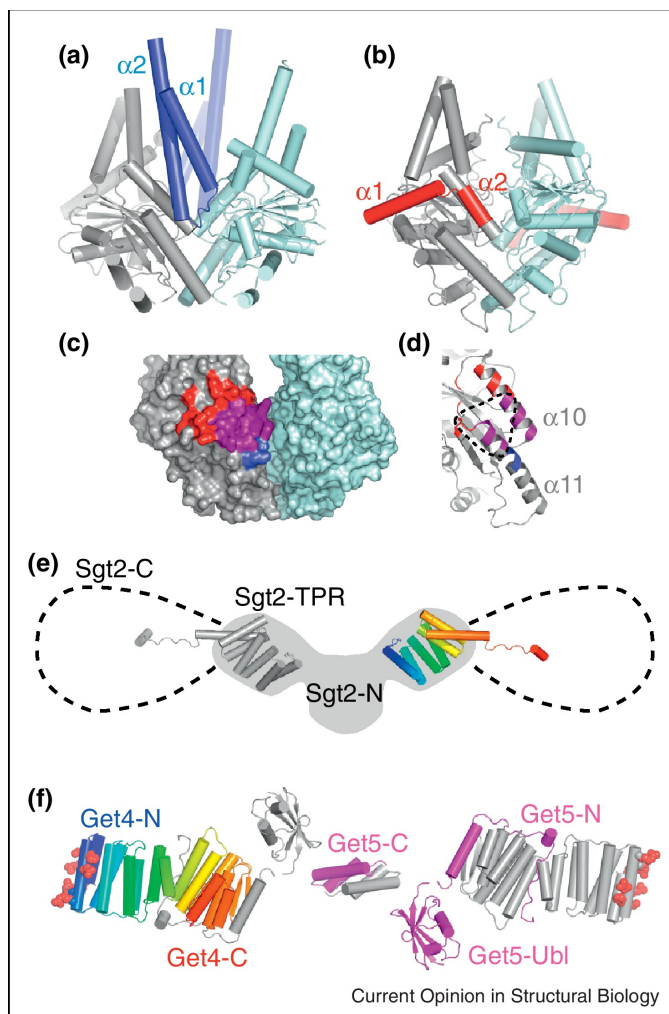 (a)
α2
α1
(b)
α1
α2
(c)
(d)
α10
α11
(e)
Sgt2-C
Sgt2-TPR
Sgt2-N
(f)
Get4-N
Get5-C
Get5-N
Get4-C
Get5-Ubl
Current Opinion in Structural Biology